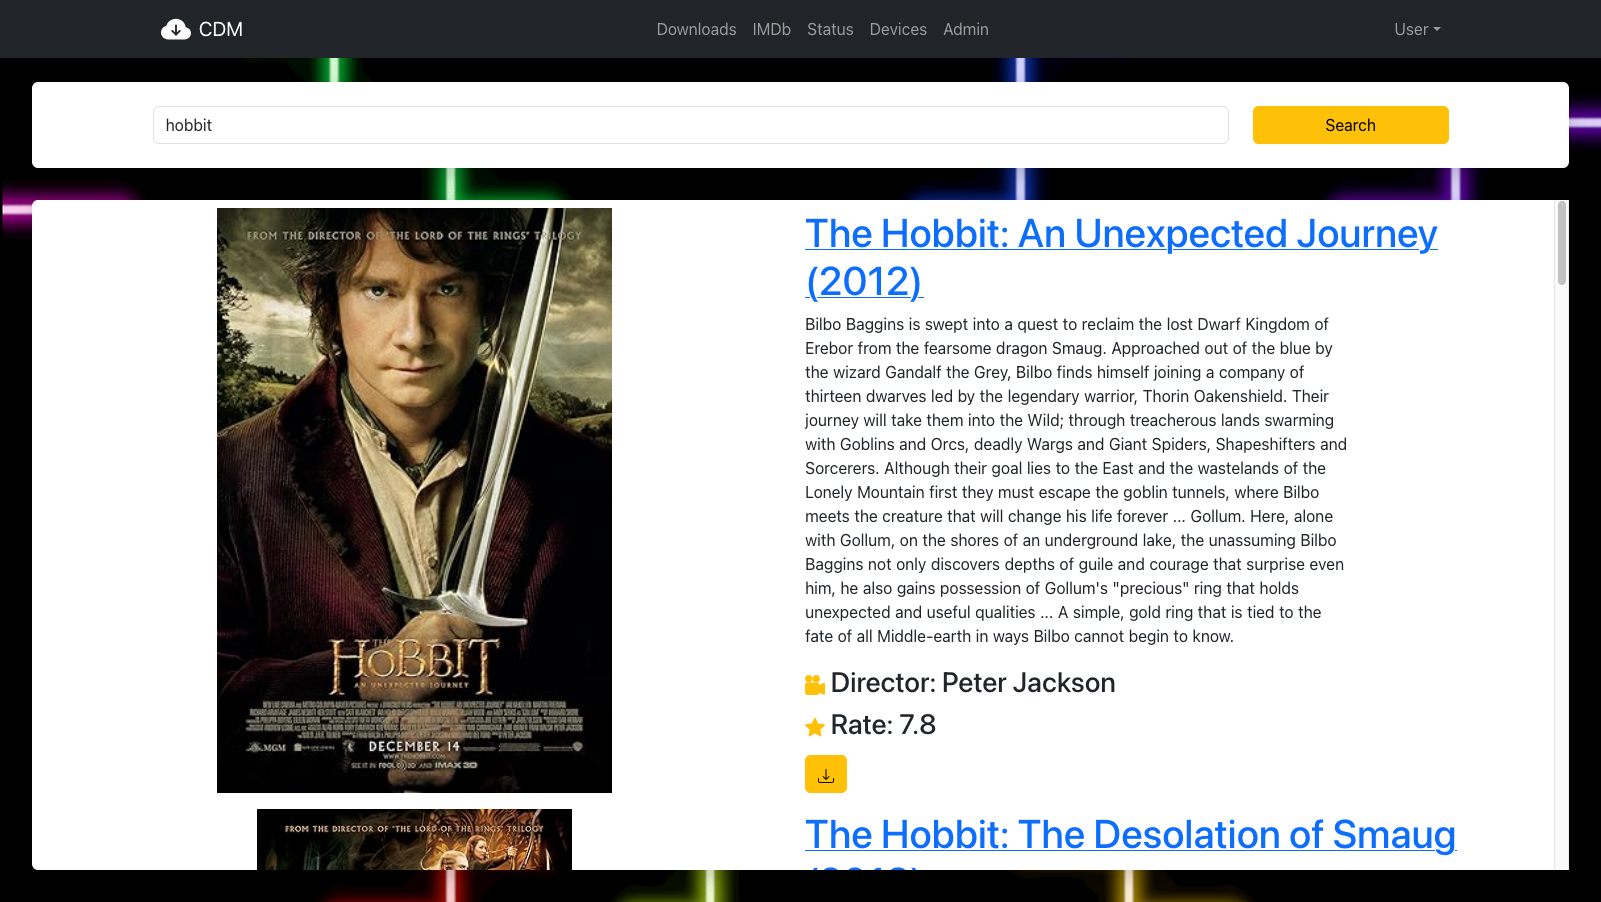 CDM
Downloads IMDb Status Devices Admin
User
hobbit
Search
FROM THE DIRECTOR OF 'THE LORD OF THE RINGS' TRILOGY
THE
HOBBIT
AN UNEXPECTED JOURNEY
MGM
DECEMBER 14
SEE IT IN REAL D 3D AND IMAX 3D
The Hobbit: An Unexpected Journey
(2012)
Bilbo Baggins is swept into a quest to reclaim the lost Dwarf Kingdom of
Erebor from the fearsome dragon Smaug. Approached out of the blue by
the wizard Gandalf the Grey, Bilbo finds himself joining a company of
thirteen dwarves led by the legendary warrior, Thorin Oakenshield. Their
journey will take them into the Wild; through treacherous lands swarming
with Goblins and Orcs, deadly Wargs and Giant Spiders, Shapeshifters and
Sorcerers. Although their goal lies to the East and the wastelands of the
Lonely Mountain first they must escape the goblin tunnels, where Bilbo
meets the creature that will change his life forever ... Gollum. Here, alone
with Gollum, on the shores of an underground lake, the unassuming Bilbo
Baggins not only discovers depths of guile and courage that surprise even
him, he also gains possession of Gollum's "precious" ring that holds
unexpected and useful qualities ... A simple, gold ring that is tied to the
fate of all Middle-earth in ways Bilbo cannot begin to know.
Director: Peter Jackson
Rate: 7.8
FROM THE DIRECTOR OF 'THE LORD OF THE RINGS' TRILOGY
The Hobbit: The Desolation of Smaug